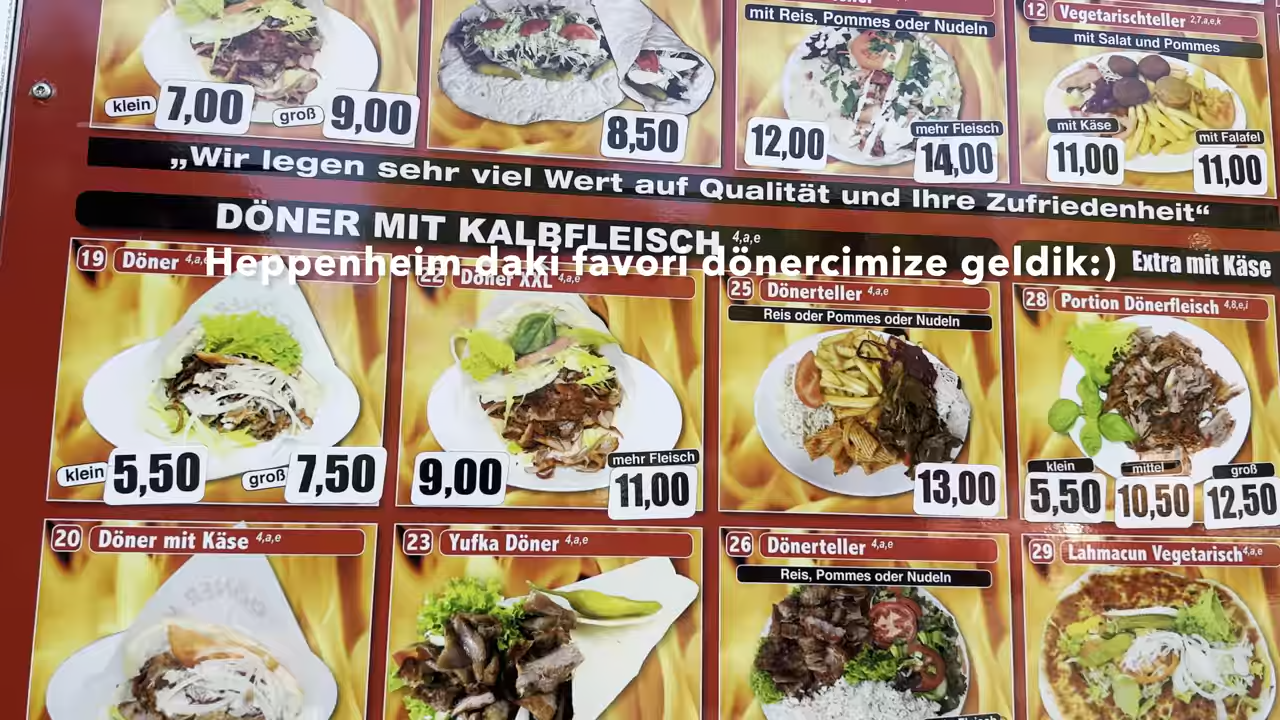 mit Reis, Pommes oder Nudeln
12 Vegetarischteller 2,7,a,e,k
mit Salat und Pommes
klein 7,00 groß 9,00
8,50
12,00 mehr Fleisch 14,00
mit Käse 11,00 mit Falafel 11,00
„Wir legen sehr viel Wert auf Qualität und Ihre Zufriedenheit“
DÖNER MIT KALBFLEISCH 4,a,e
Extra mit Käse
Heppenheim daki favori dönercimize geldik:)
19 Döner 4,a,e
22 Döner XXL 4,a,e
25 Dönerteller 4,a,e
Reis oder Pommes oder Nudeln
28 Portion Dönerfleisch 4,8,e,i
klein 5,50 groß 7,50
9,00 mehr Fleisch 11,00
13,00
klein 5,50 mittel 10,50 groß 12,50
20 Döner mit Käse 4,a,e
23 Yufka Döner 4,a,e
26 Dönerteller 4,a,e
Reis, Pommes oder Nudeln
29 Lahmacun Vegetarisch 4,a,e